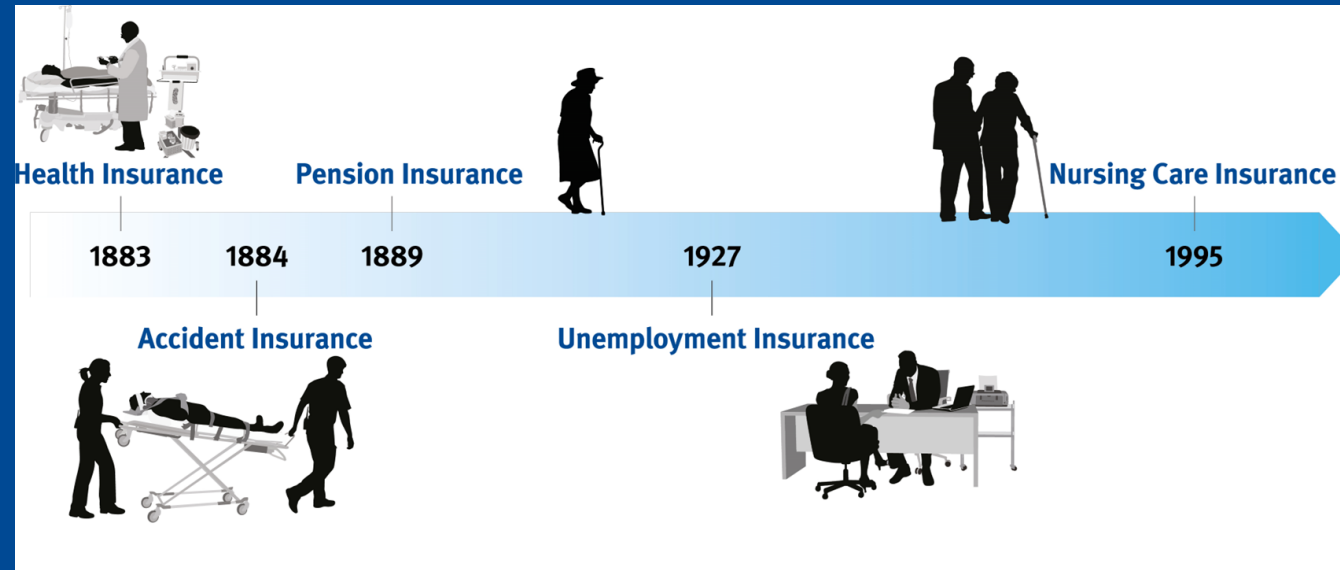 Health Insurance
Pension Insurance
Nursing Care Insurance
1883
1884
1889
1927
1995
Accident Insurance
Unemployment Insurance